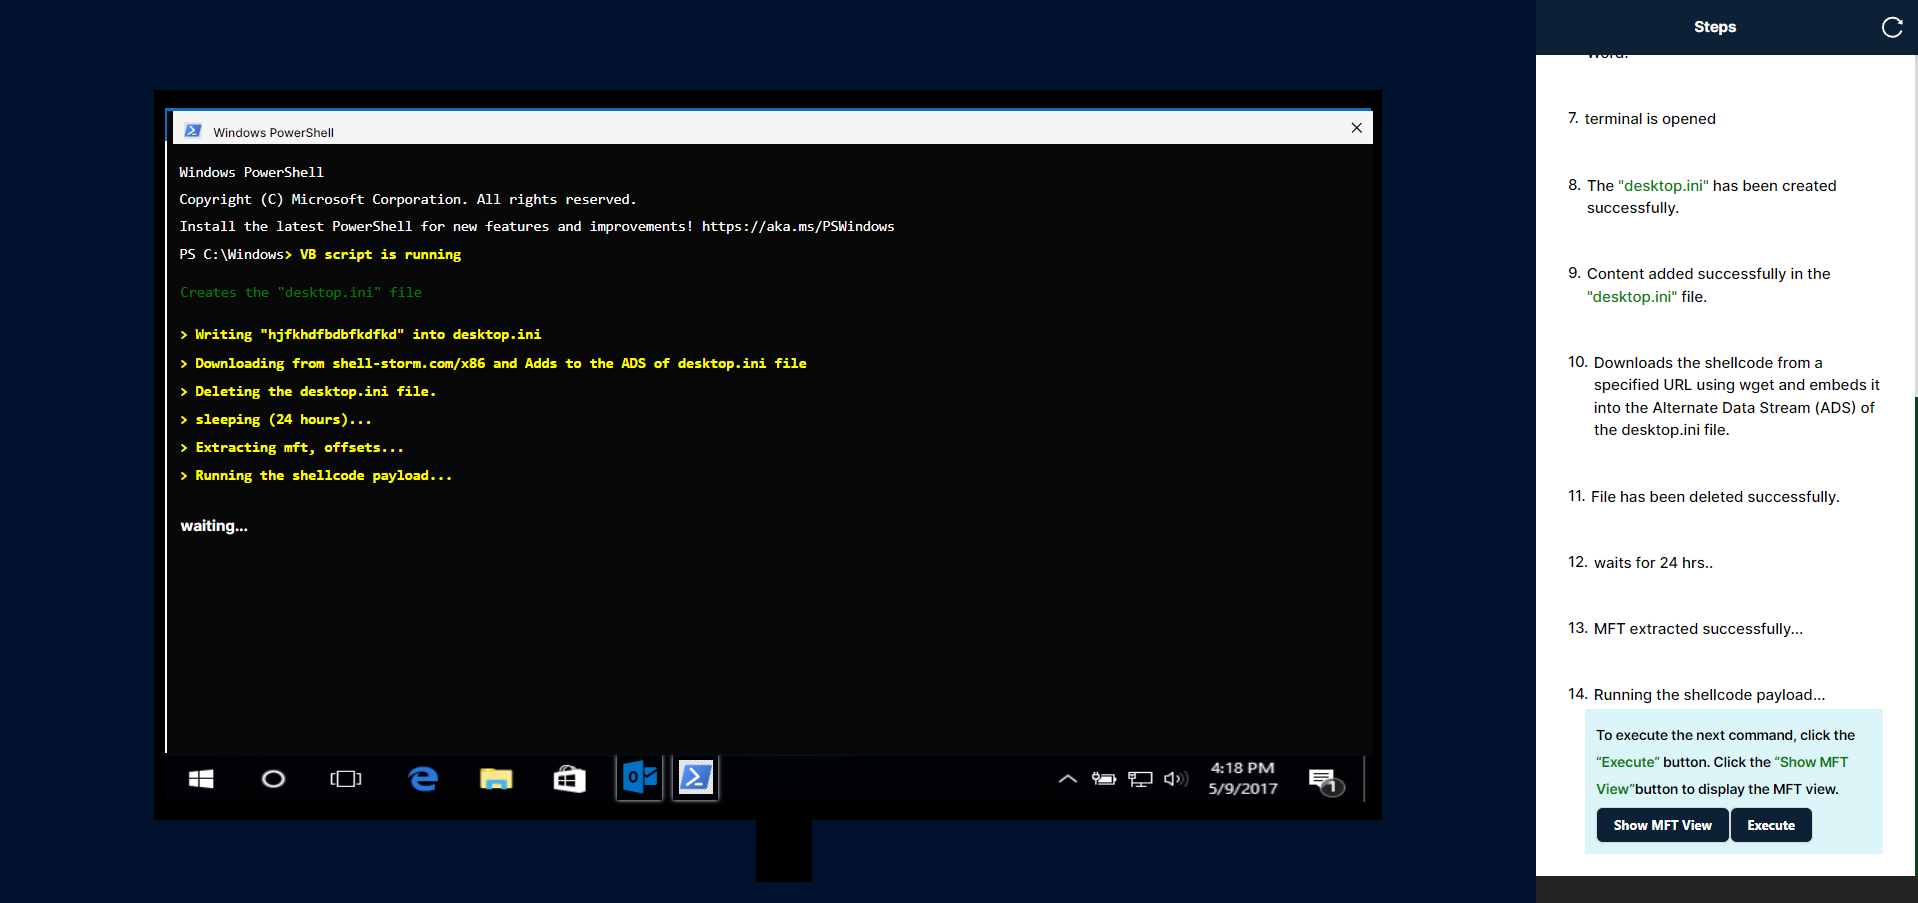 Windows PowerShell
Windows PowerShell
Copyright (C) Microsoft Corporation. All rights reserved.
Install the latest PowerShell for new features and improvements! https://aka.ms/PSWindows
PS C:\Windows> VB script is running
Creates the "desktop.ini" file
> Writing "hjfkhdfbdbfkdfkd" into desktop.ini
> Downloading from shell-storm.com/x86 and Adds to the ADS of desktop.ini file
> Deleting the desktop.ini file.
> sleeping (24 hours)...
> Extracting mft, offsets...
> Running the shellcode payload...
waiting...
4:18 PM
5/9/2017
1
Steps
7. terminal is opened
8. The "desktop.ini" has been created
successfully.
9. Content added successfully in the
"desktop.ini" file.
10. Downloads the shellcode from a
specified URL using wget and embeds it
into the Alternate Data Stream (ADS) of
the desktop.ini file.
11. File has been deleted successfully.
12. waits for 24 hrs..
13. MFT extracted successfully...
14. Running the shellcode payload...
To execute the next command, click the
"Execute" button. Click the "Show MFT
View"button to display the MFT view.
Show MFT View
Execute